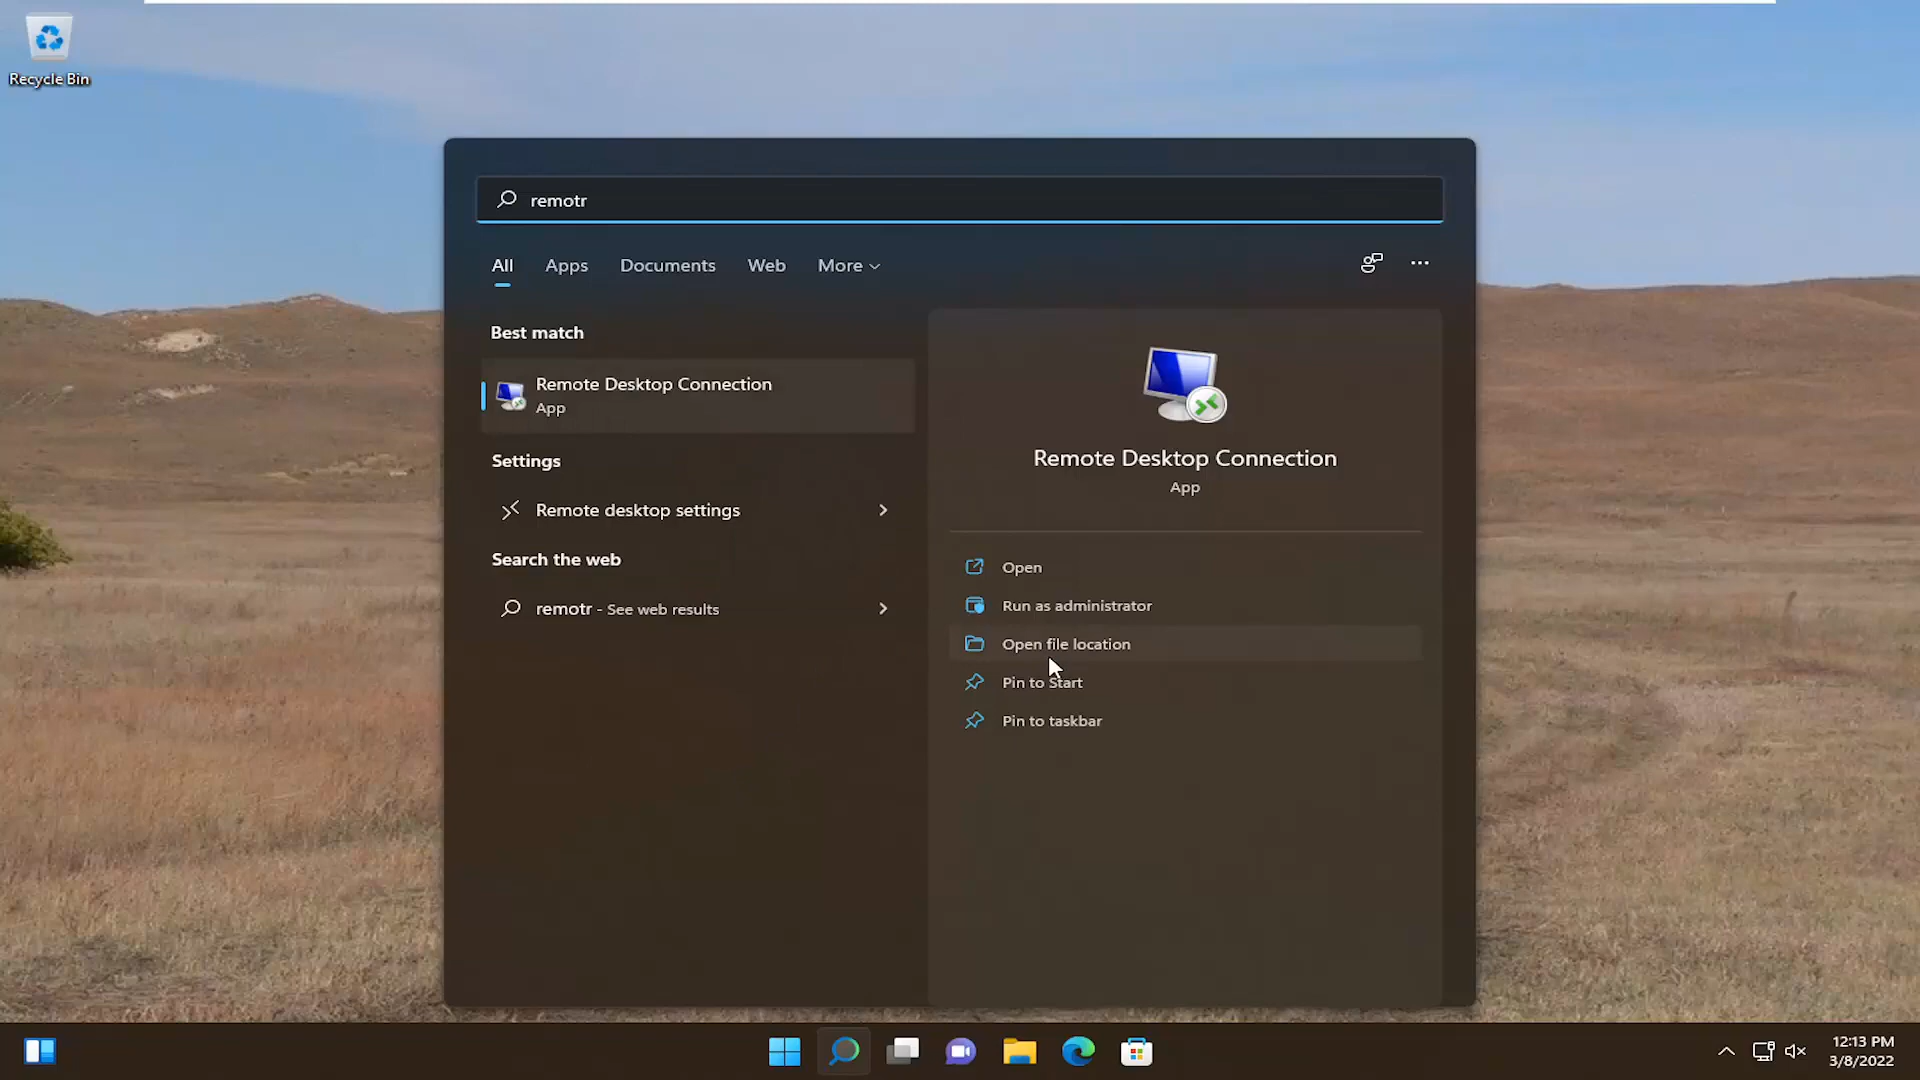 Recycle Bin
remotr
All Apps Documents Web More
Best match
Remote Desktop Connection
App
Settings
Remote desktop settings
Search the web
remotr - See web results
Remote Desktop Connection
App
Open
Run as administrator
Open file location
Pin to Start
Pin to taskbar
12:13 PM
3/8/2022